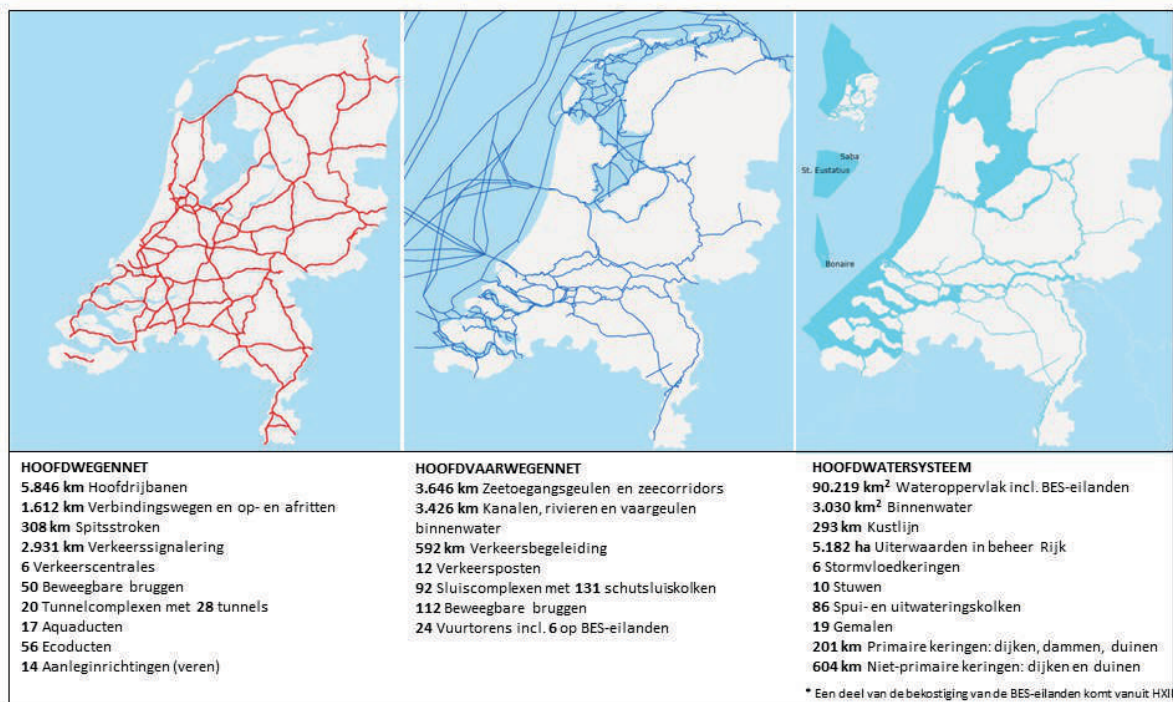 Saba
St. Eustatius
Bonaire
HOOFDWEGENNET
5.846 km Hoofdrijbanen
1.612 km Verbindingswegen en op- en afritten
308 km Spitsstroken
2.931 km Verkeerssignalering
6 Verkeerscentrales
50 Beweegbare bruggen
20 Tunnelcomplexen met 28 tunnels
17 Aquaducten
56 Ecoducten
14 Aanleginrichtingen (veren)
HOOFDVAARWEGENNET
3.646 km Zeetoegangsgeulen en zeecorridors
3.426 km Kanalen, rivieren en vaargeulen
binnenwater
592 km Verkeersbegeleiding
12 Verkeersposten
92 Sluiscomplexen met 131 schutsluiskolken
112 Beweegbare bruggen
24 Vuurtorens incl. 6 op BES-eilanden
HOOFDWATERSYSTEEM
90.219 km² Wateroppervlak incl. BES-eilanden
3.030 km² Binnenwater
293 km Kustlijn
5.182 ha Uiterwaarden in beheer Rijk
6 Stormvloedkeringen
10 Stuwen
86 Spui- en uitwateringskolken
19 Gemalen
201 km Primaire keringen: dijken, dammen, duinen
604 km Niet-primaire keringen: dijken en duinen
* Een deel van de bekostiging van de BES-eilanden komt vanuit